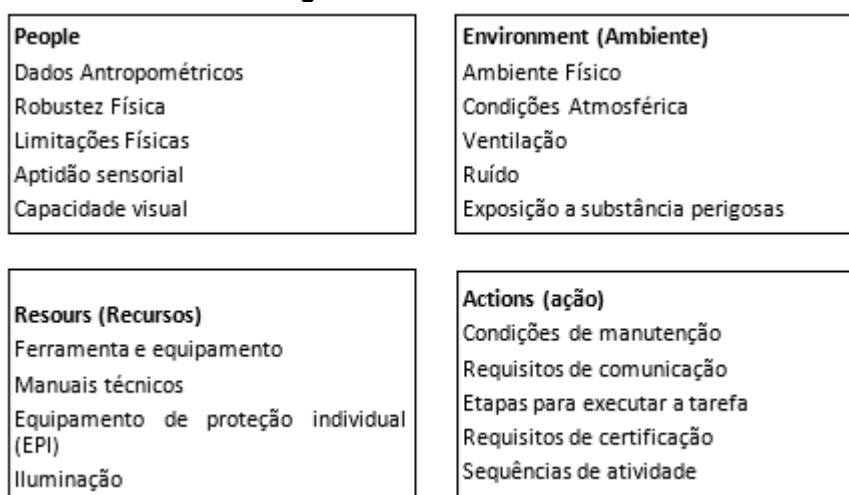 People
Dados Antropométricos
Robustez Física
Limitações Físicas
Aptidão sensorial
Capacidade visual
Environment (Ambiente)
Ambiente Físico
Condições Atmosférica
Ventilação
Ruído
Exposição a substância perigosas
Resours (Recursos)
Ferramenta e equipamento
Manuais técnicos
Equipamento de proteção individual
(EPI)
Iluminação
Actions (ação)
Condições de manutenção
Requisitos de comunicação
Etapas para executar a tarefa
Requisitos de certificação
Sequências de atividade